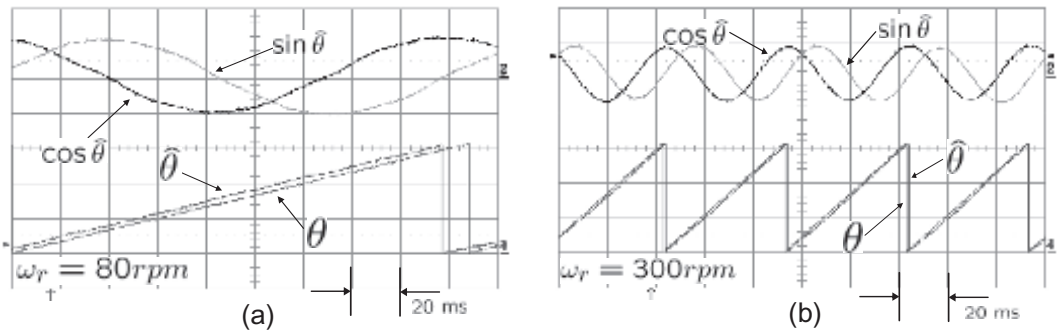 sin θ̂
cos θ̂
θ̂
θ
ω_r = 80rpm
20 ms
(a)
cos θ̂
sin θ̂
θ̂
θ
ω_r = 300rpm
20 ms
(b)